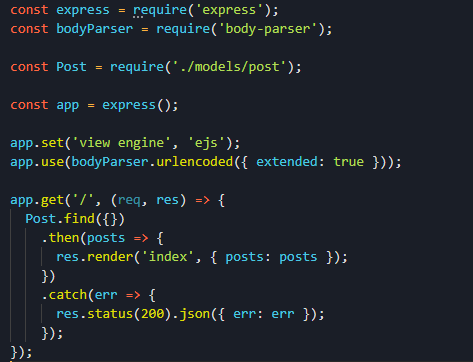 const express = require('express');
const bodyParser = require('body-parser');
const Post = require('./models/post');
const app = express();
app.set('view engine', 'ejs');
app.use(bodyParser.urlencoded({ extended: true }));
app.get('/', (req, res) => {
  Post.find({})
    .then(posts => {
      res.render('index', { posts: posts });
    })
    .catch(err => {
      res.status(200).json({ err: err });
    });
});